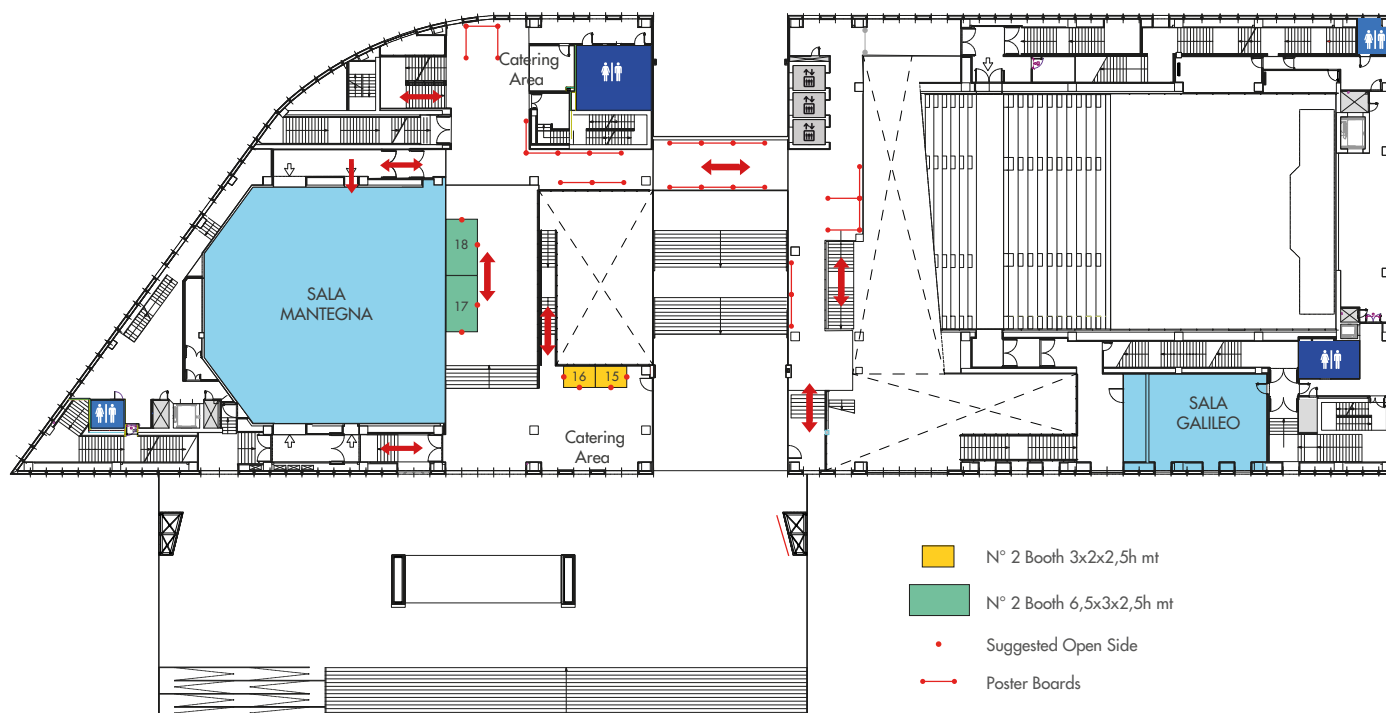 Catering
Area
18
17
SALA
MANTEGNA
16
15
Catering
Area
SALA
GALILEO
N° 2 Booth 3x2x2,5h mt
N° 2 Booth 6,5x3x2,5h mt
Suggested Open Side
Poster Boards